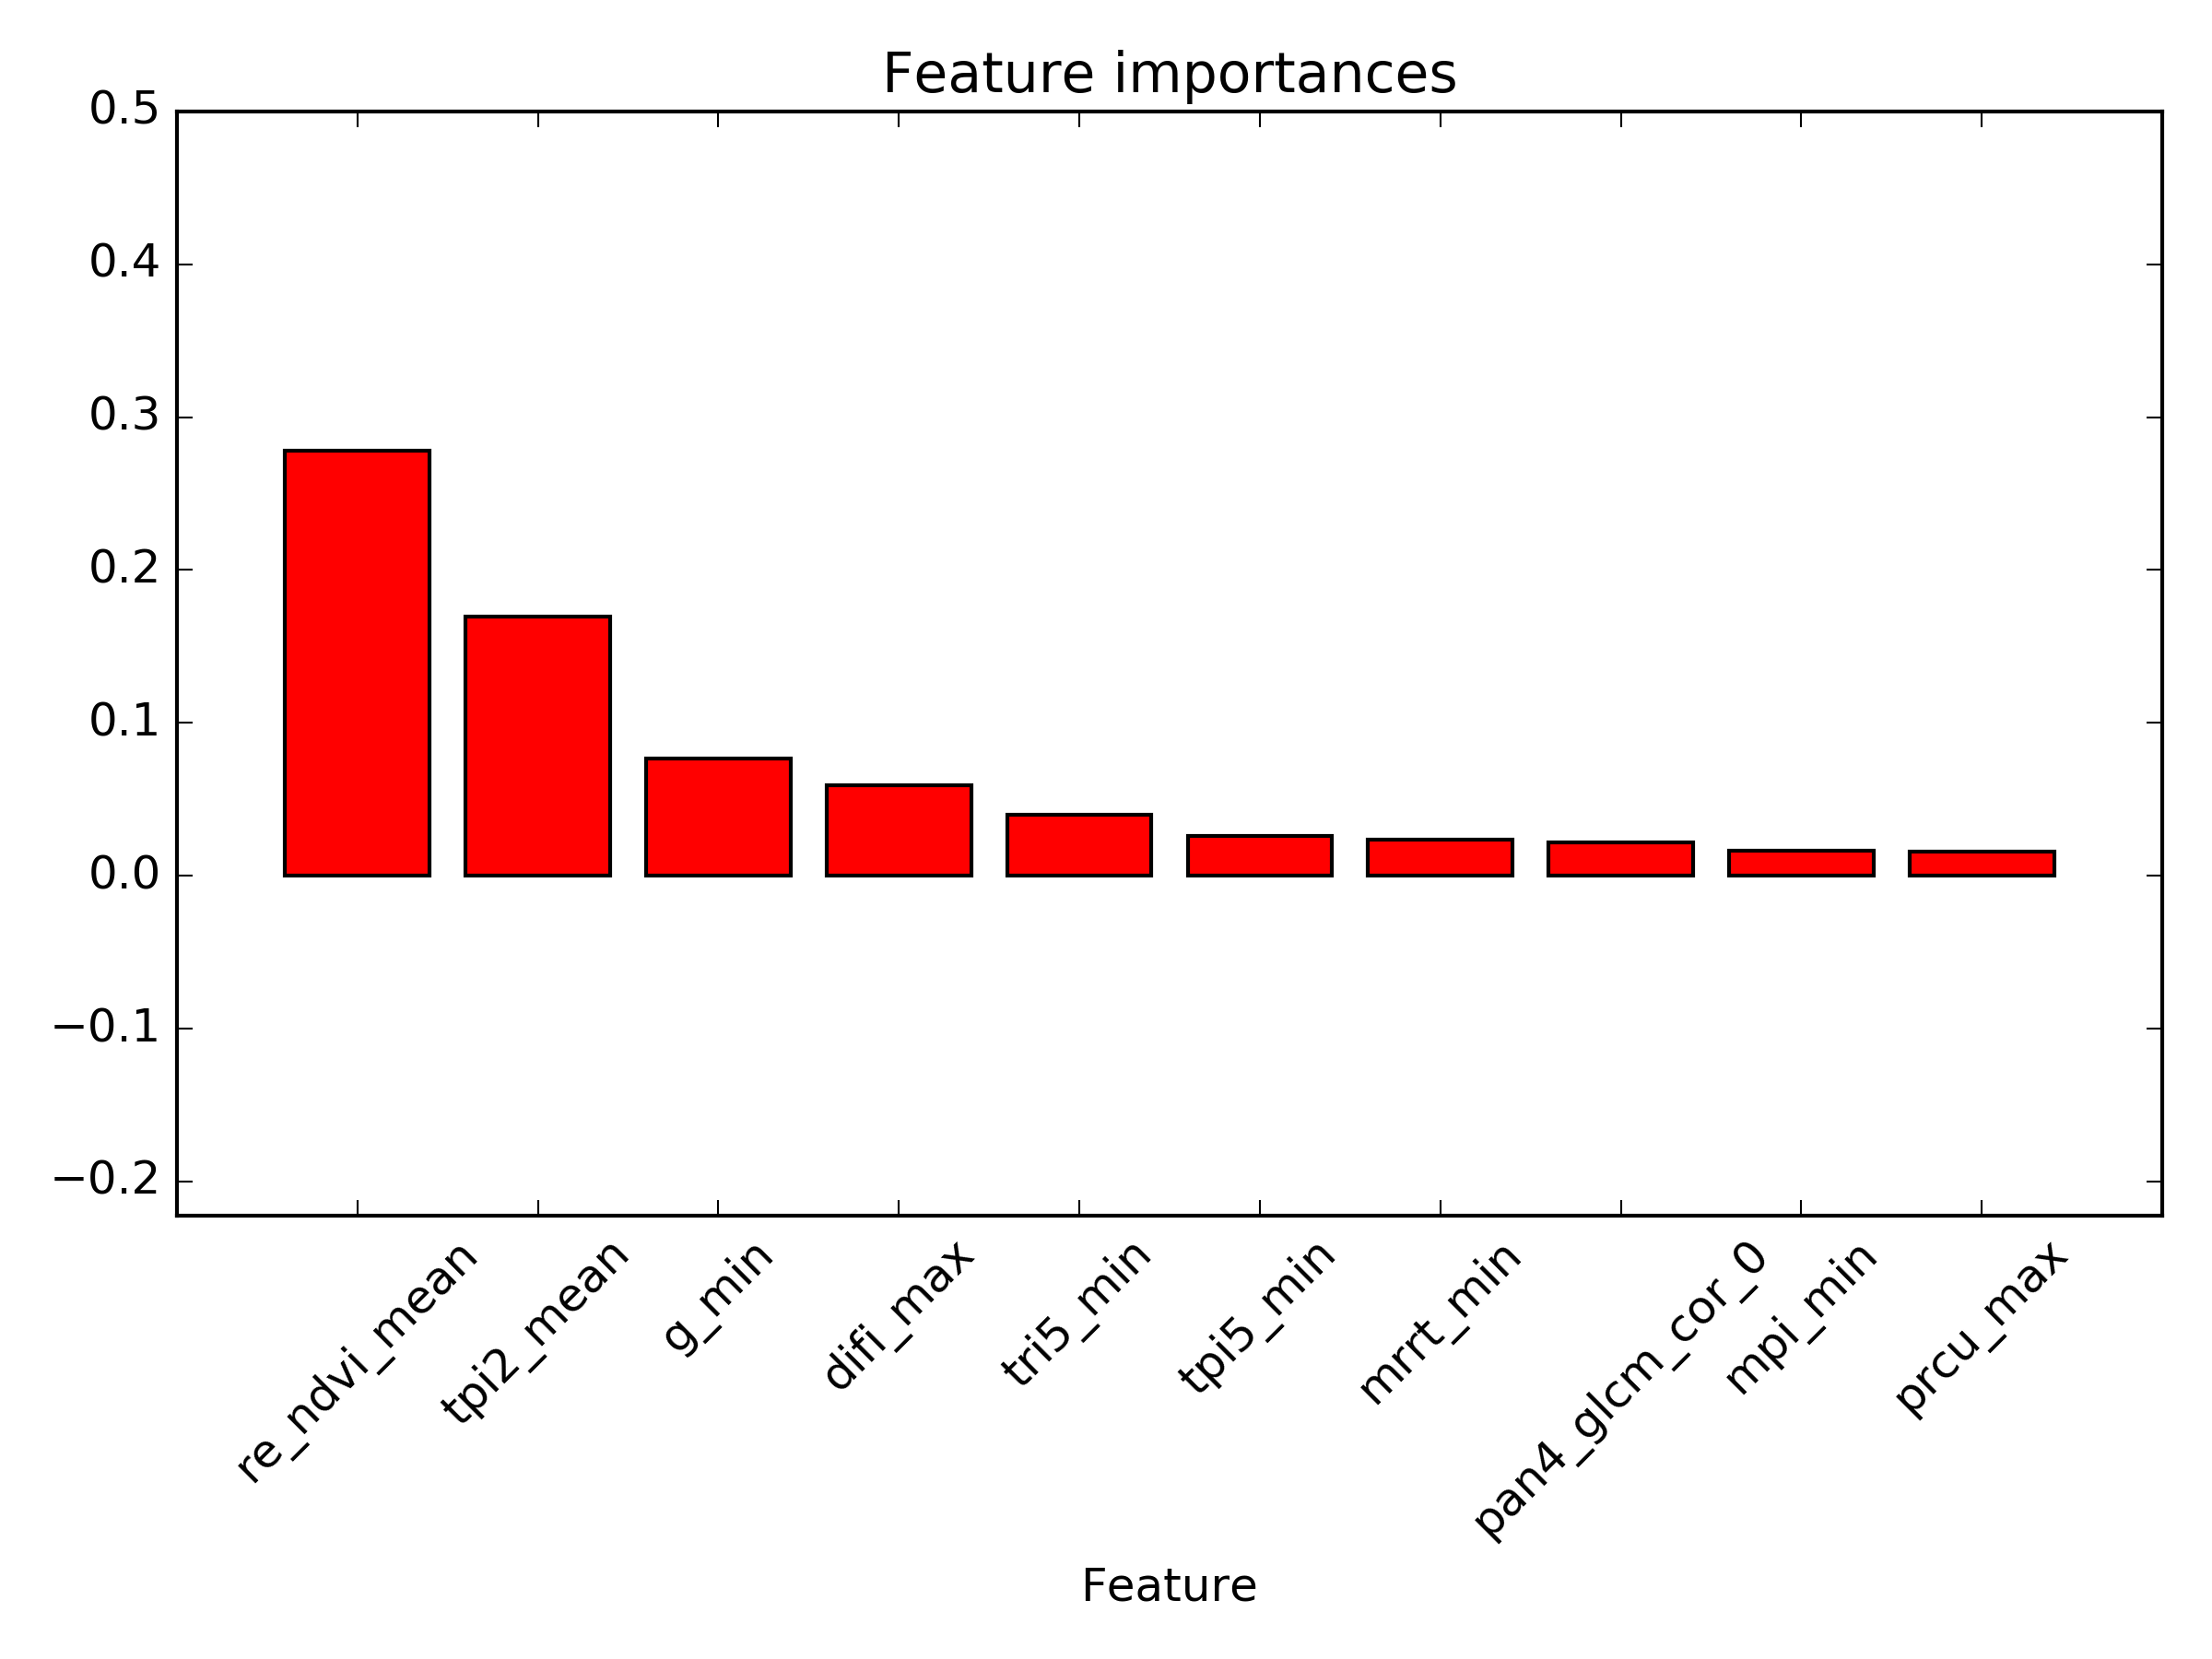 Feature importances
0.5
0.4
0.3
0.2
0.1
0.0
−0.1
−0.2
re_ndvi_mean
tpi2_mean
g_min
difi_max
tri5_min
tpi5_min
mrrt_min
pan4_glcm_cor_0
mpi_min
prcu_max
Feature